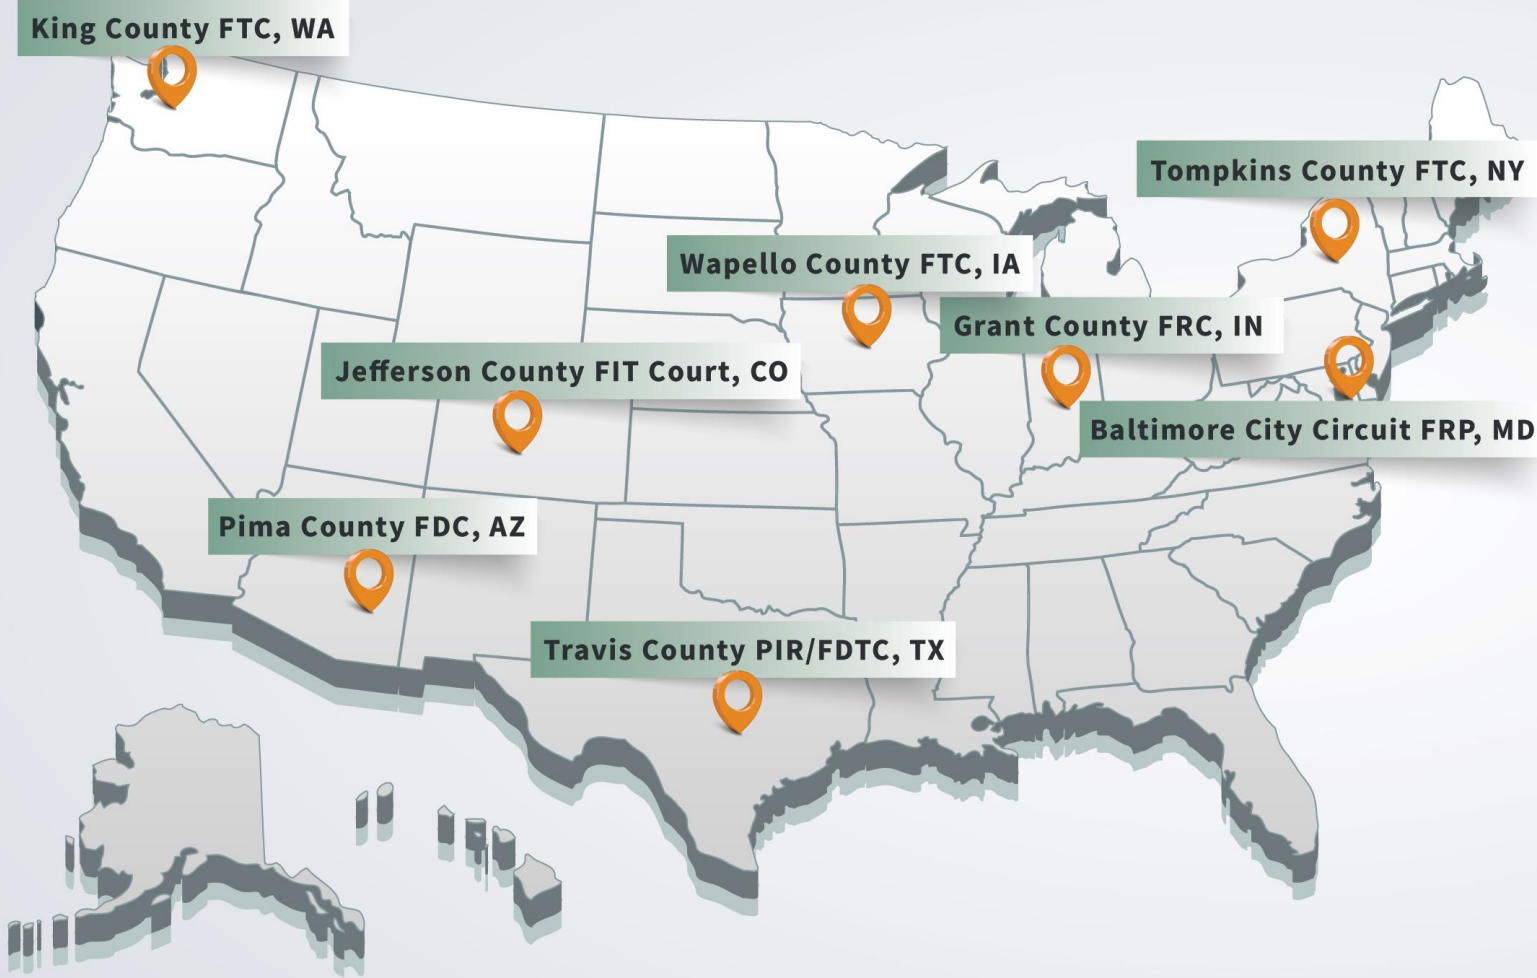 King County FTC, WA
Tompkins County FTC, NY
Wapello County FTC, IA
Grant County FRC, IN
Jefferson County FIT Court, CO
Baltimore City Circuit FRP, MD
Pima County FDC, AZ
Travis County PIR/FDTC, TX